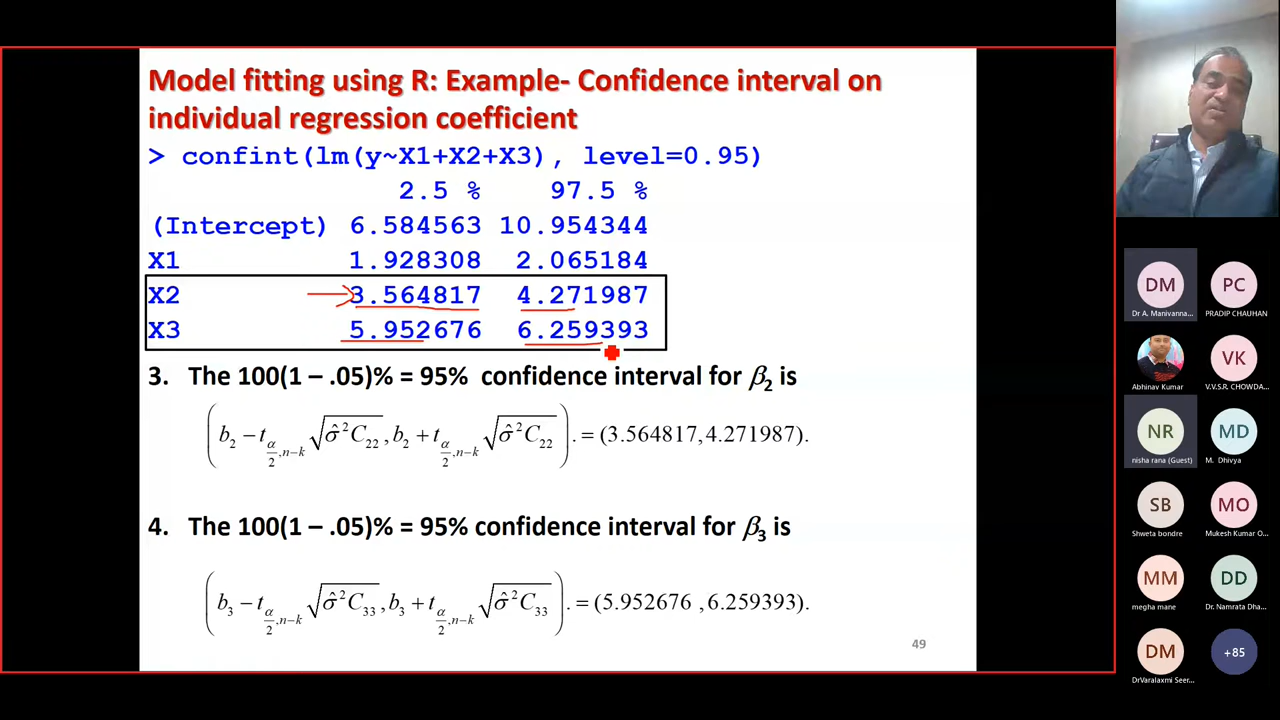 Model fitting using R: Example- Confidence interval on
individual regression coefficient
> confint(lm(y~X1+X2+X3), level=0.95)
2.5 % 97.5 %
(Intercept) 6.584563 10.954344
X1 1.928308 2.065184
X2 3.564817 4.271987
X3 5.952676 6.259393
3. The 100(1 – .05)% = 95% confidence interval for β₂ is
(b₂ − t_{α/2,n−k} √(σ̂²C₂₂), b₂ + t_{α/2,n−k} √(σ̂²C₂₂)). = (3.564817, 4.271987).
4. The 100(1 – .05)% = 95% confidence interval for β₃ is
(b₃ − t_{α/2,n−k} √(σ̂²C₃₃), b₃ + t_{α/2,n−k} √(σ̂²C₃₃)). = (5.952676 , 6.259393).
49
DM PC
Dr A. Manivanna... PRADIP CHAUHAN
VK
Abhinav Kumar V.V.S.R. CHOWDA...
NR MD
nisha rana (Guest) M. Dhivya
SB MO
Shweta bondre Mukesh Kumar O...
MM DD
megha mane Dr. Namrata Dha...
DM +85
DrVaralaxmi Seer...